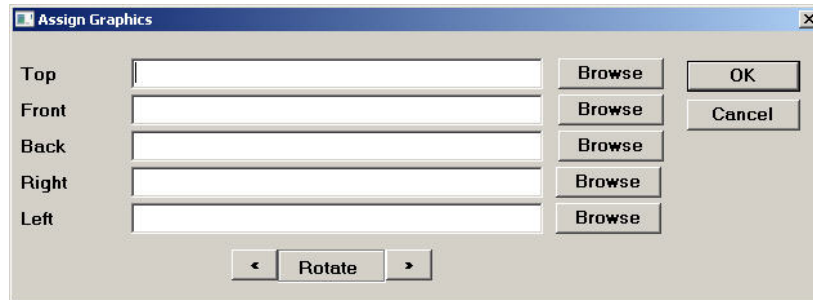 Assign Graphics
Top Browse OK
Front Browse Cancel
Back Browse
Right Browse
Left Browse
< Rotate >